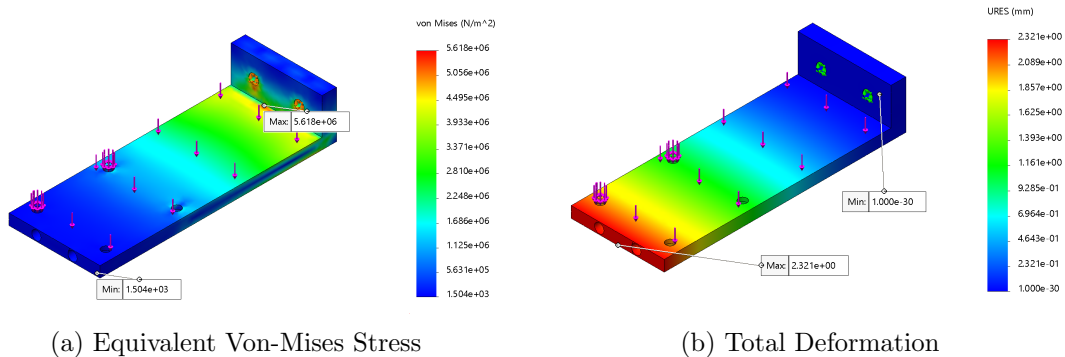 von Mises (N/m^2)
5.618e+06
5.056e+06
4.495e+06
3.933e+06
3.371e+06
2.810e+06
2.248e+06
1.686e+06
1.125e+06
5.631e+05
1.504e+03
Max: 5.618e+06
Min: 1.504e+03
(a) Equivalent Von-Mises Stress
URES (mm)
2.321e+00
2.089e+00
1.857e+00
1.625e+00
1.393e+00
1.161e+00
9.285e-01
6.964e-01
4.643e-01
2.321e-01
1.000e-30
Min: 1.000e-30
Max: 2.321e+00
(b) Total Deformation